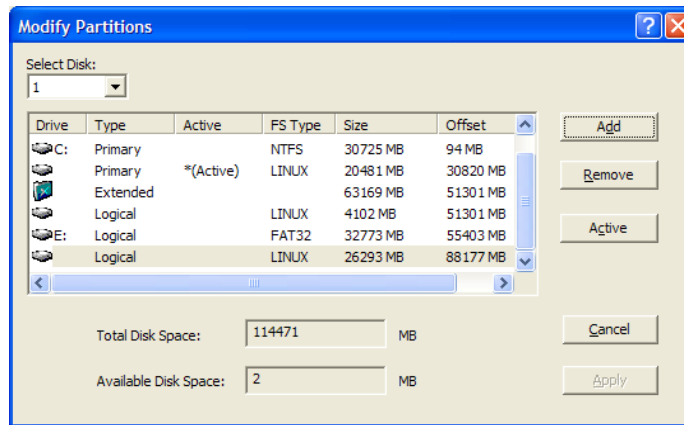 Modify Partitions
Select Disk:
1
Drive Type Active FS Type Size Offset
C: Primary NTFS 30725 MB 94 MB
Primary *(Active) LINUX 20481 MB 30820 MB
Extended 63169 MB 51301 MB
Logical LINUX 4102 MB 51301 MB
E: Logical FAT32 32773 MB 55403 MB
Logical LINUX 26293 MB 88177 MB
Add
Remove
Active
Total Disk Space: 114471 MB
Cancel
Available Disk Space: 2 MB
Apply